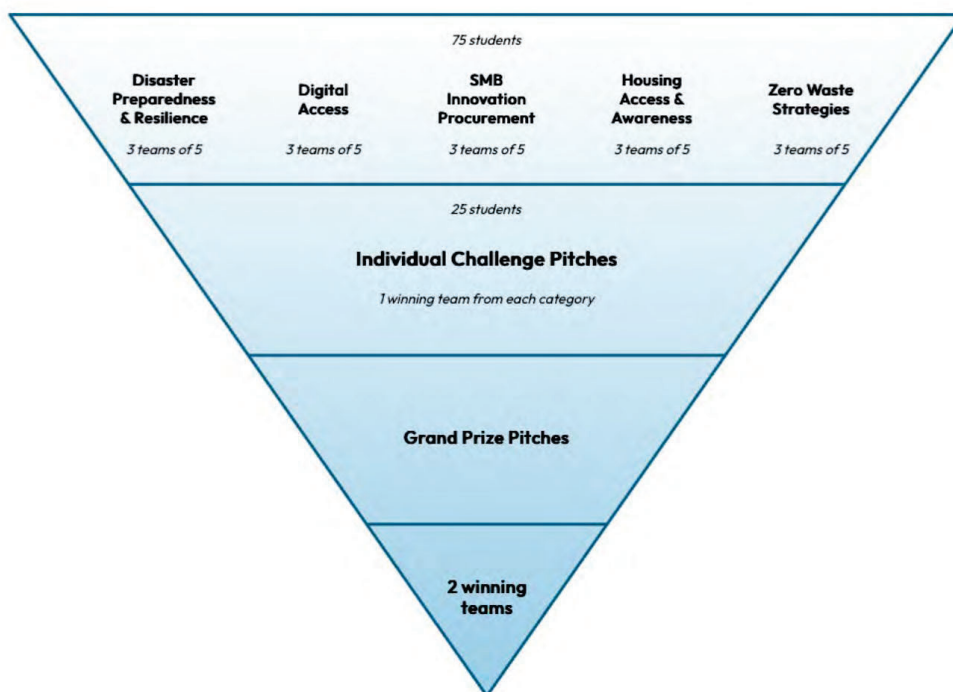 75 students
Disaster
Preparedness
& Resilience
3 teams of 5
Digital
Access
3 teams of 5
SMB
Innovation
Procurement
3 teams of 5
Housing
Access &
Awareness
3 teams of 5
Zero Waste
Strategies
3 teams of 5
25 students
Individual Challenge Pitches
1 winning team from each category
Grand Prize Pitches
2 winning
teams